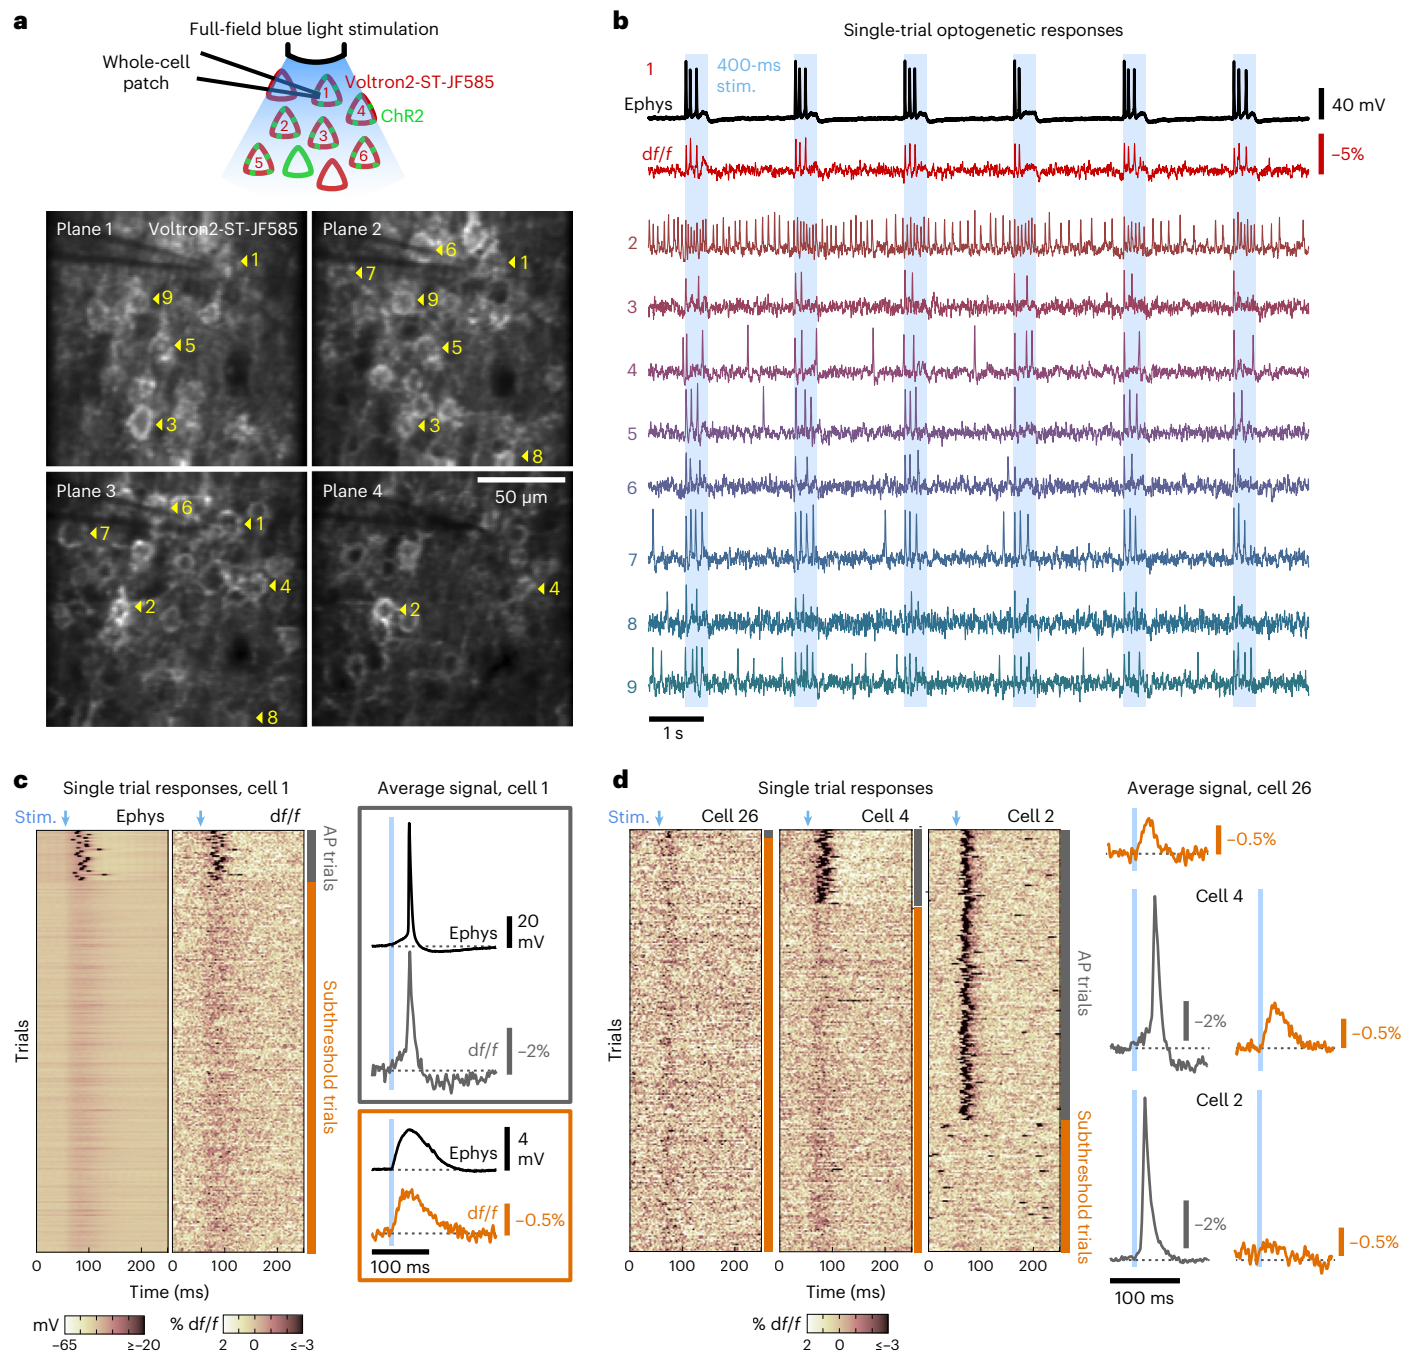 a
Full-field blue light stimulation
Whole-cell
patch
Voltron2-ST-JF585
ChR2
1
2
3
4
5
6
Plane 1
Voltron2-ST-JF585
1
9
5
3
Plane 2
6
7
1
9
5
3
8
Plane 3
6
7
1
4
2
8
Plane 4
50 µm
4
2
b
Single-trial optogenetic responses
1
400-ms
stim.
Ephys
40 mV
df/f
−5%
2
3
4
5
6
7
8
9
1 s
c
Single trial responses, cell 1
Stim.
Ephys
df/f
Trials
AP trials
Subthreshold trials
0
100
200
0
100
200
Time (ms)
mV
−65
≥−20
% df/f
2
0
≤−3
Average signal, cell 1
Ephys
20
mV
df/f
−2%
Ephys
4
mV
df/f
−0.5%
100 ms
d
Single trial responses
Stim.
Cell 26
Cell 4
Cell 2
Trials
AP trials
Subthreshold trials
0
100
200
0
100
200
0
100
200
Time (ms)
% df/f
2
0
≤−3
Average signal, cell 26
−0.5%
Cell 4
−2%
−0.5%
Cell 2
−2%
−0.5%
100 ms